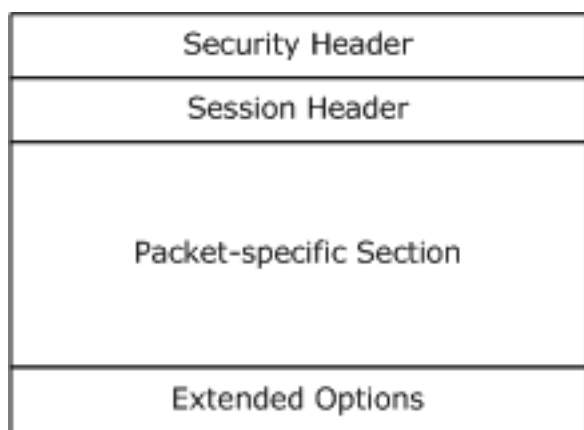 Security Header
Session Header
Packet-specific Section
Extended Options